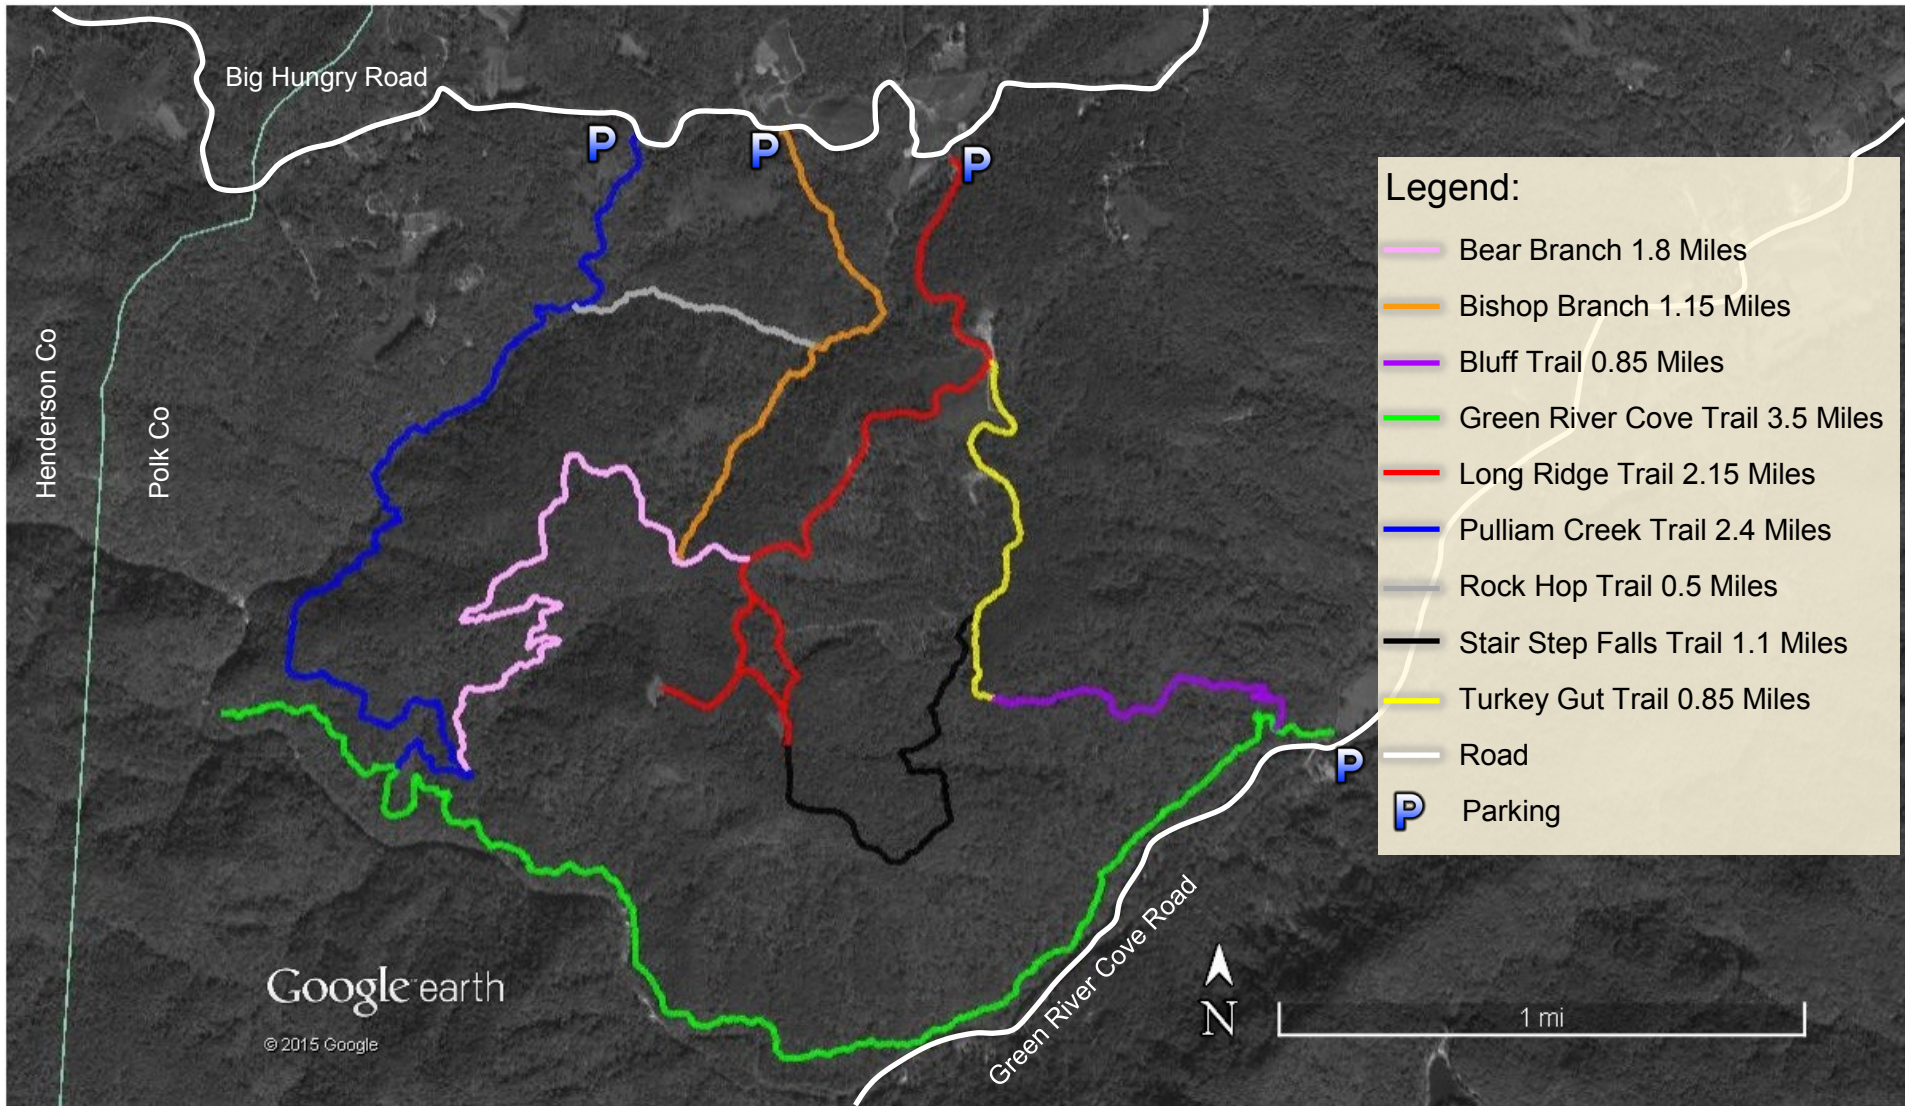 Big Hungry Road
P
P
P
Legend:
Bear Branch 1.8 Miles
Bishop Branch 1.15 Miles
Bluff Trail 0.85 Miles
Green River Cove Trail 3.5 Miles
Long Ridge Trail 2.15 Miles
Pulliam Creek Trail 2.4 Miles
Rock Hop Trail 0.5 Miles
Stair Step Falls Trail 1.1 Miles
Turkey Gut Trail 0.85 Miles
Road
P Parking
Henderson Co
Polk Co
P
Green River Cove Road
Google earth
© 2015 Google
N
1 mi